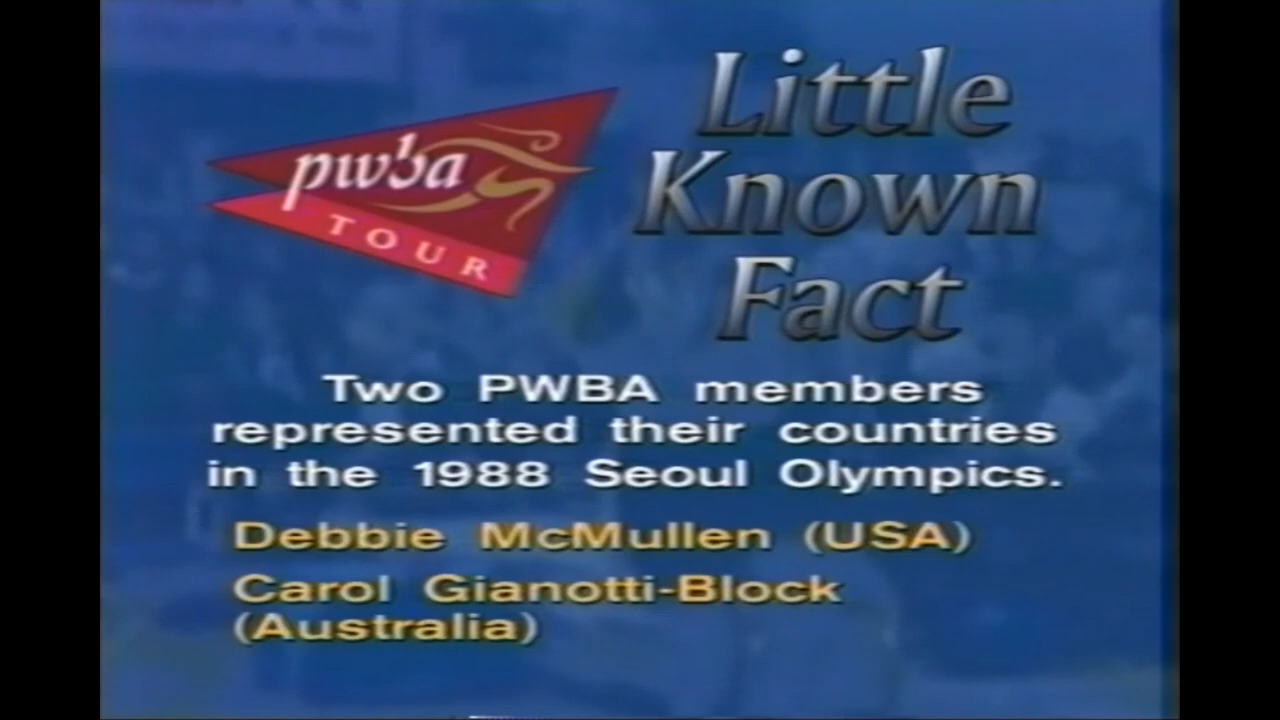 pwba
TOUR
Little
Known
Fact
Two PWBA members
represented their countries
in the 1988 Seoul Olympics.
Debbie McMullen (USA)
Carol Gianotti-Block
(Australia)